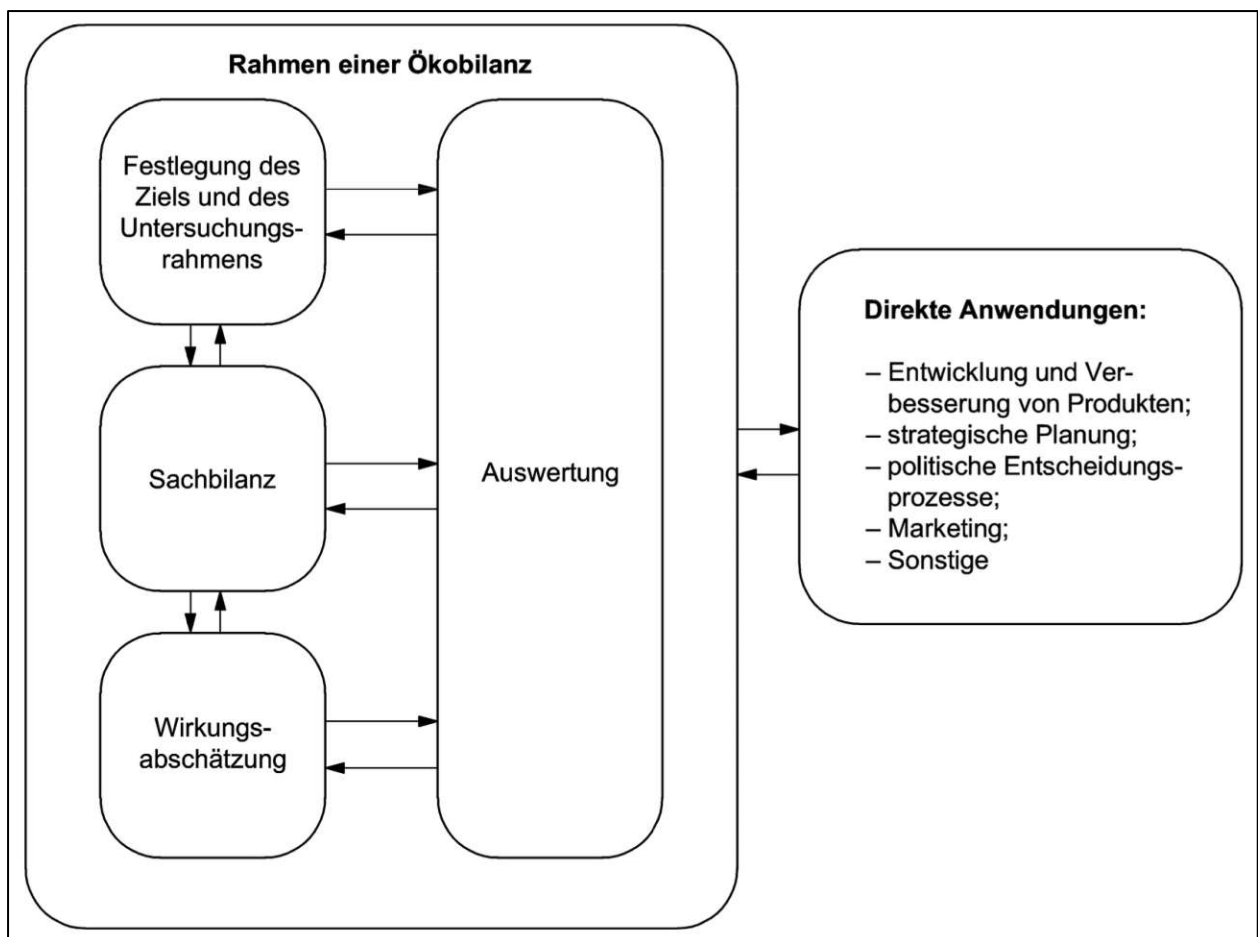 Rahmen einer Ökobilanz
Festlegung des
Ziels und des
Untersuchungs-
rahmens
Sachbilanz
Wirkungs-
abschätzung
Auswertung
Direkte Anwendungen:
– Entwicklung und Ver-
besserung von Produkten;
– strategische Planung;
– politische Entscheidungs-
prozesse;
– Marketing;
– Sonstige